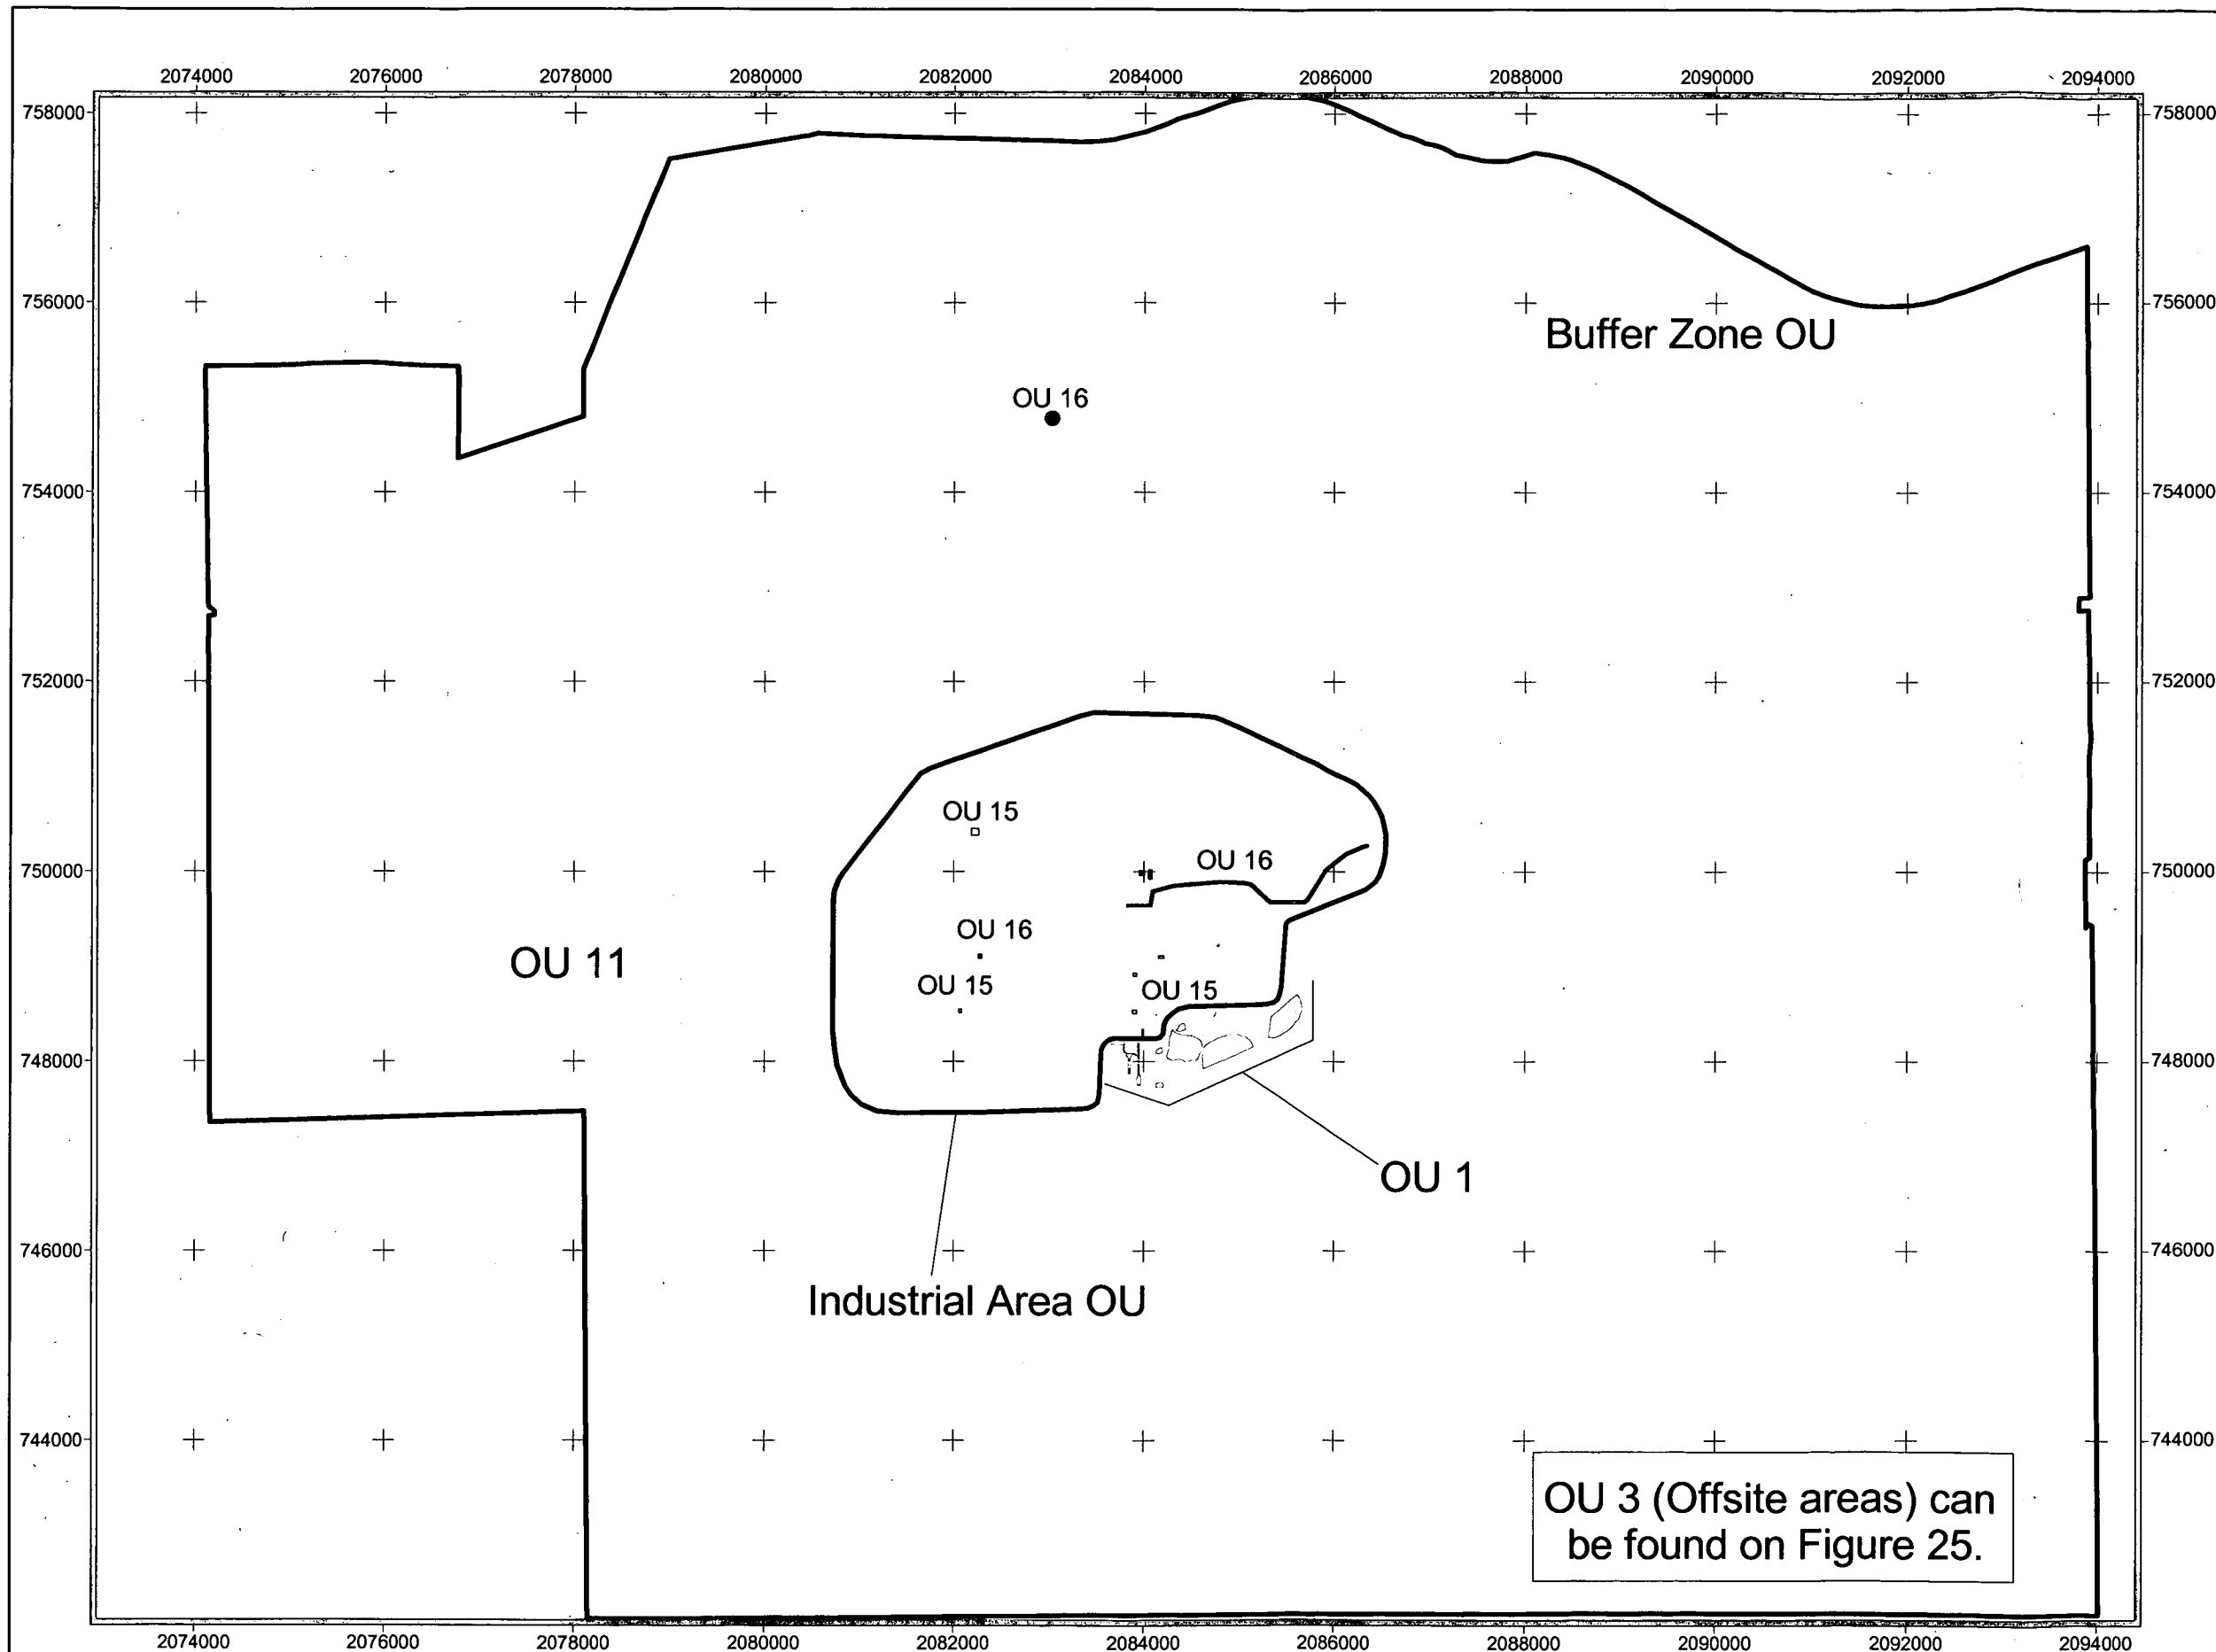 2074000 2076000 2078000 2080000 2082000 2084000 2086000 2088000 2090000 2092000 2094000
758000 758000
756000 756000
Buffer Zone OU
OU 16
754000 754000
752000 752000
OU 15
750000 750000
OU 16
OU 16
OU 11
OU 15
OU 15
748000 748000
OU 1
746000 746000
Industrial Area OU
744000 744000
OU 3 (Offsite areas) can
be found on Figure 25.
2074000 2076000 2078000 2080000 2082000 2084000 2086000 2088000 2090000 2092000 2094000